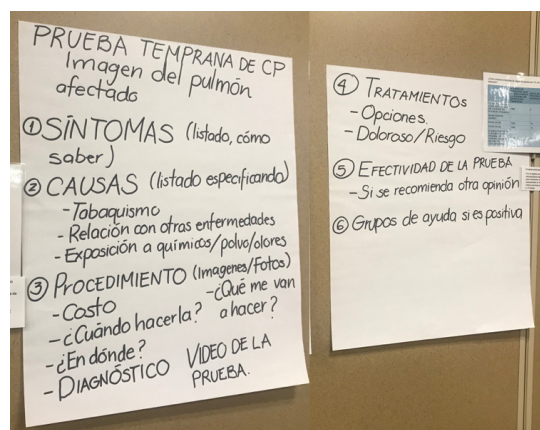 PRUEBA TEMPRANA DE CP
Imagen del pulmón
afectado
① SÍNTOMAS (listado, cómo
saber)
② CAUSAS (listado especificando)
- Tabaquismo
- Relación con otras enfermedades
- Exposición a químicos/polvo/olores
③ PROCEDIMIENTO (Imagenes/Fotos)
- Costo
- ¿Qué me van
a hacer?
- ¿Cuándo hacerla?
- ¿En dónde?
- DIAGNÓSTICO
VIDEO DE LA
PRUEBA.
④ TRATAMIENTOS
- Opciones.
- Doloroso/Riesgo
⑤ EFECTIVIDAD DE LA PRUEBA
- Si se recomienda otra opinión
⑥ Grupos de ayuda si es positiva